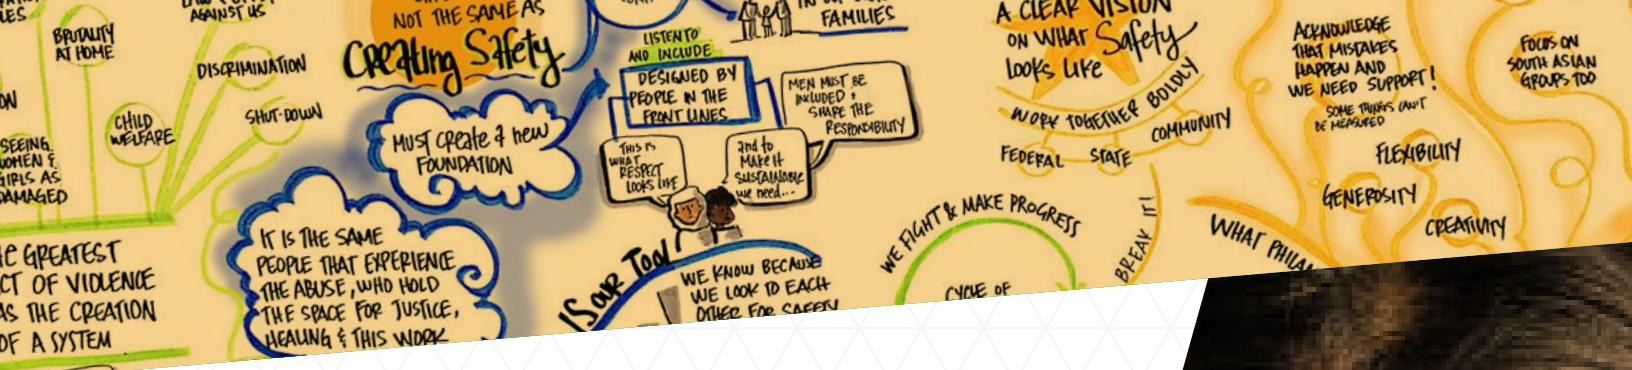 BRUTALITY
AT HOME
AGAINST US
DISCRIMINATION
SHUT-DOWN
CHILD
WELFARE
SEEING
WOMEN &
GIRLS AS
DAMAGED
GREATEST
OF VIOLENCE
AS THE CREATION
OF A SYSTEM
NOT THE SAME AS
Creating Safety
MUST CREATE A NEW
FOUNDATION
IT IS THE SAME
PEOPLE THAT EXPERIENCE
THE ABUSE, WHO HOLD
THE SPACE FOR JUSTICE,
HEALING & THIS WORK
FAMILIES
LISTEN TO
AND INCLUDE
DESIGNED BY
PEOPLE IN THE
FRONT LINES
MEN MUST BE
INCLUDED &
SHARE THE
RESPONSIBILITY
THIS IS
WHAT
RESPECT
LOOKS LIKE
and to
MAKE it
SUSTAINABLE
we need...
IS OUR TOOL
WE KNOW BECAUSE
WE LOOK TO EACH
OTHER FOR SAFETY
A CLEAR VISION
ON WHAT Safety
LOOKS LIKE
WORK TOGETHER BOLDLY
FEDERAL STATE COMMUNITY
WE FIGHT & MAKE PROGRESS
CYCLE OF
BREAK IT!
ACKNOWLEDGE
THAT MISTAKES
HAPPEN AND
WE NEED SUPPORT!
SOME THINGS CAN'T
BE MEASURED
FLEXIBILITY
GENEROSITY
CREATIVITY
WHAT
FOCUS ON
SOUTH ASIAN
GROUPS TOO